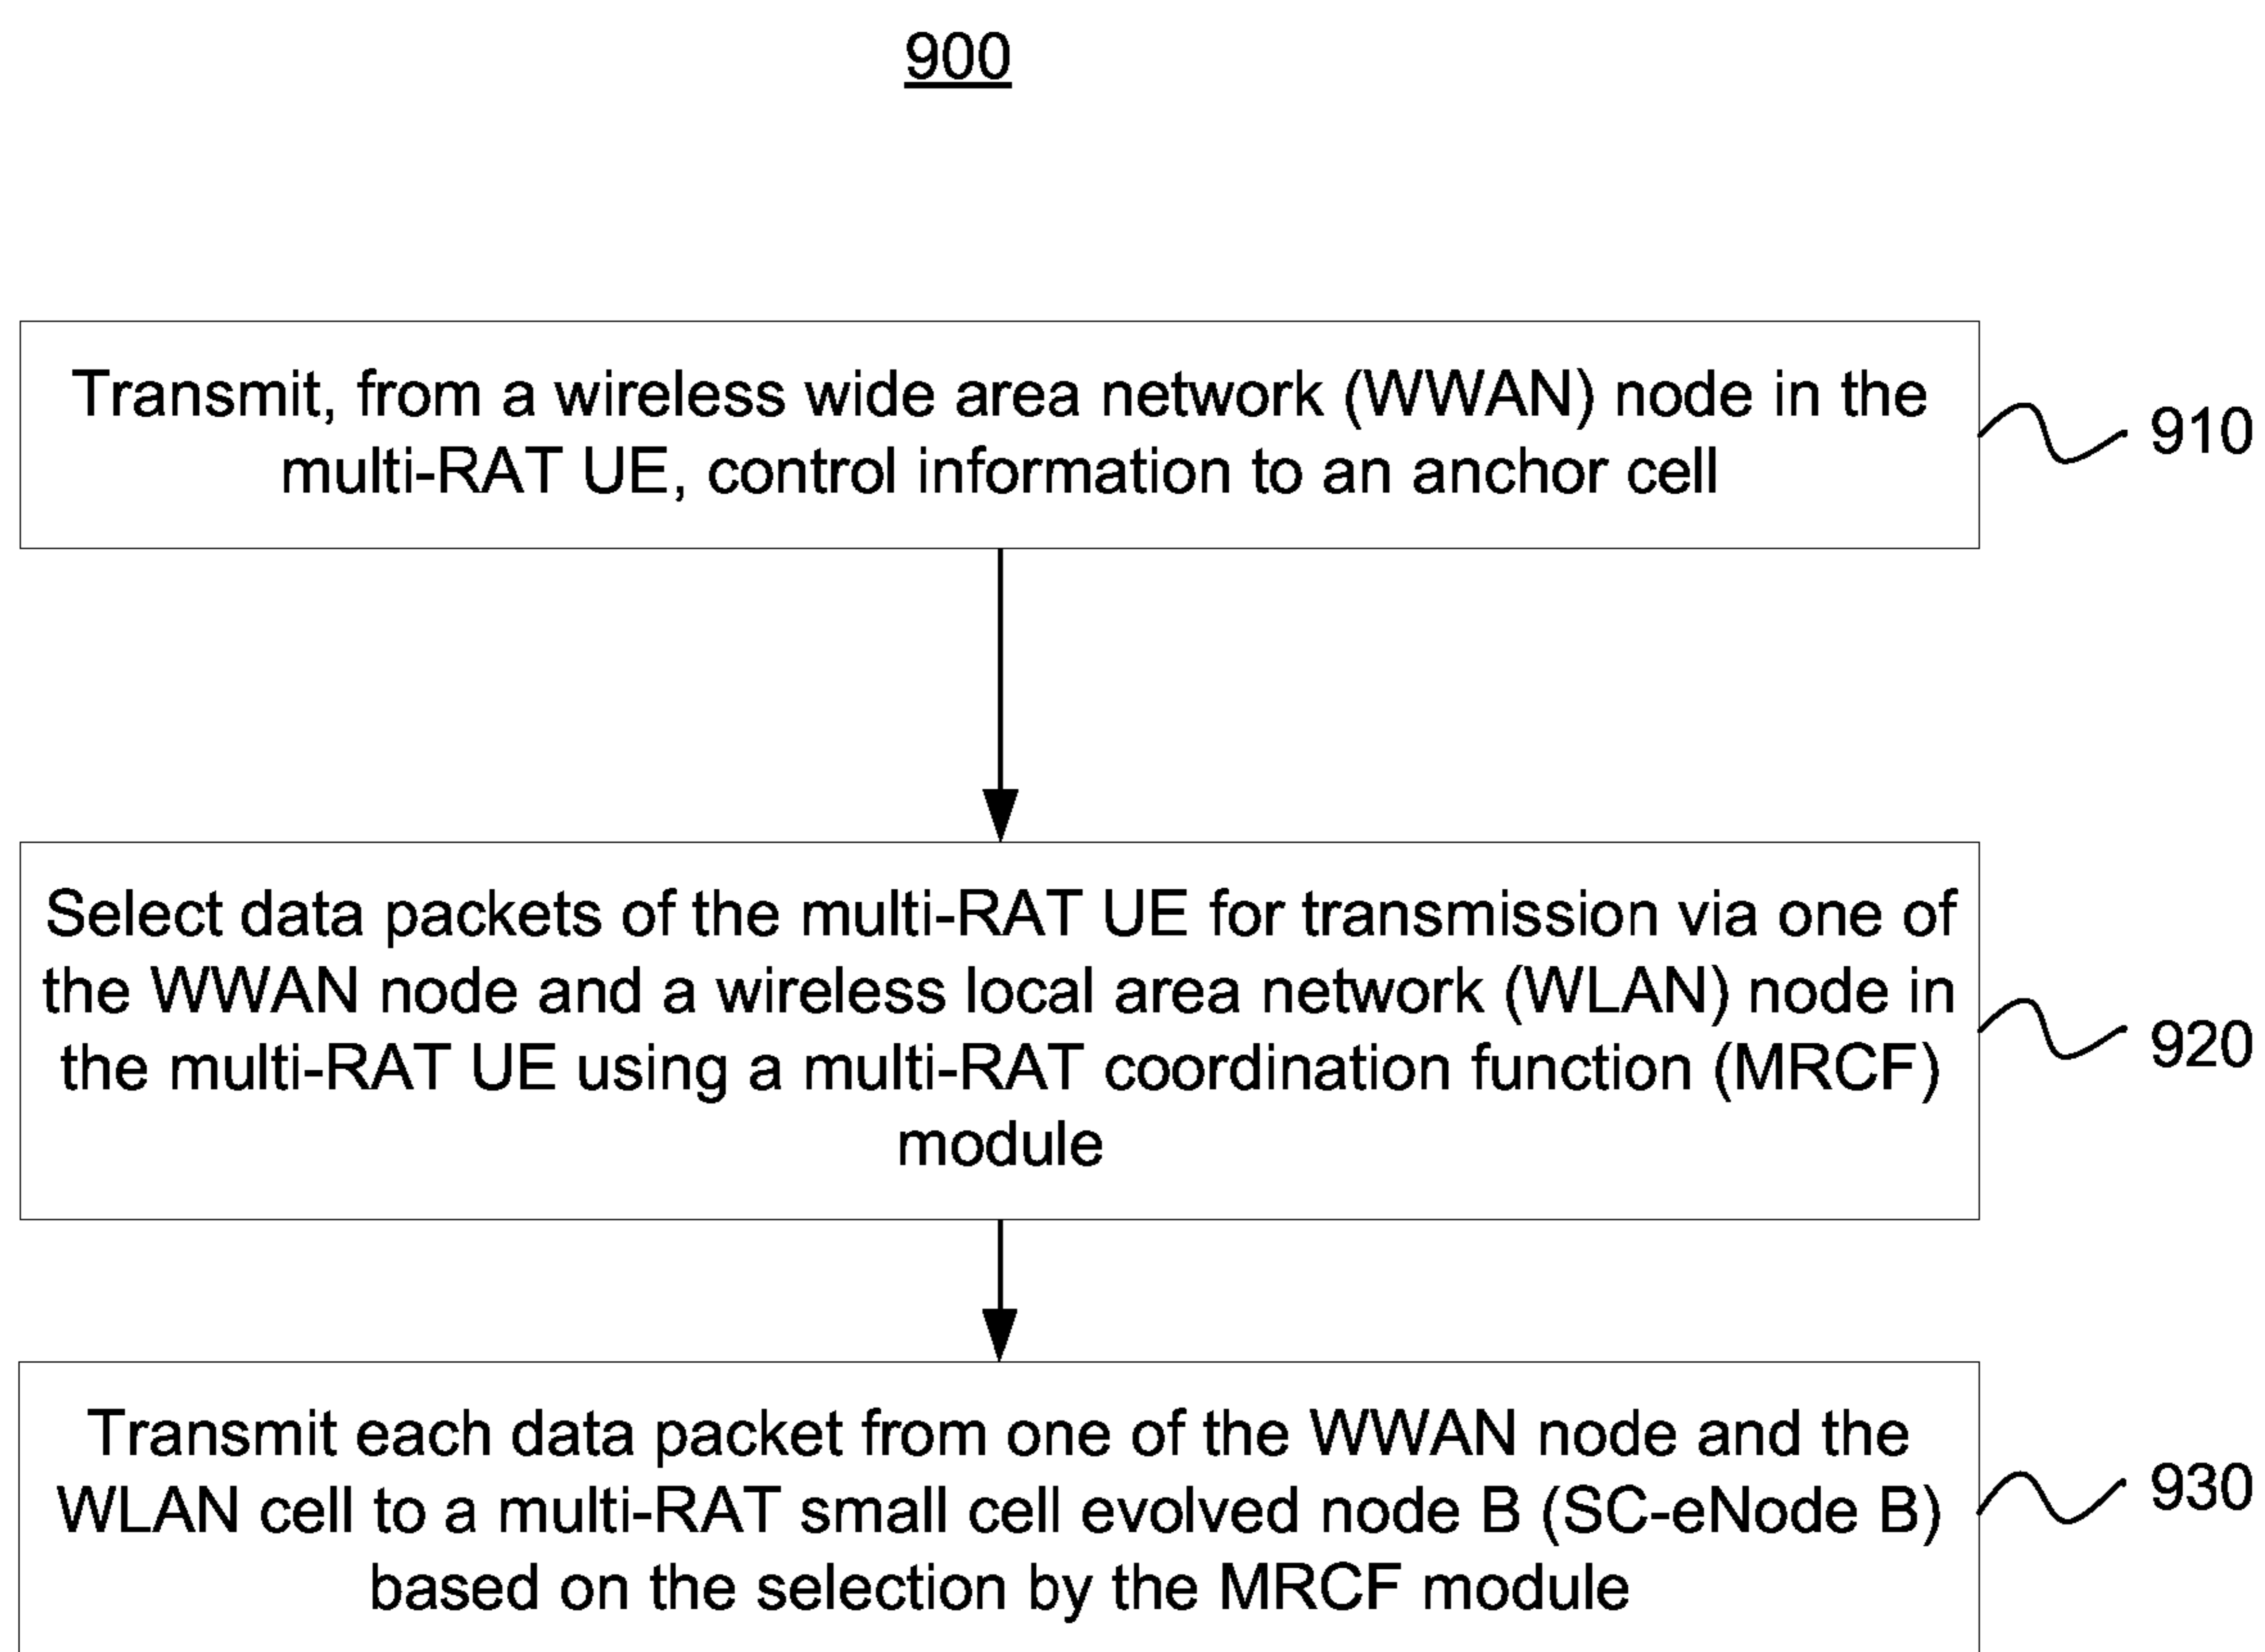 900
Transmit, from a wireless wide area network (WWAN) node in the
multi-RAT UE, control information to an anchor cell
910
Select data packets of the multi-RAT UE for transmission via one of
the WWAN node and a wireless local area network (WLAN) node in
the multi-RAT UE using a multi-RAT coordination function (MRCF)
module
920
Transmit each data packet from one of the WWAN node and the
WLAN cell to a multi-RAT small cell evolved node B (SC-eNode B)
based on the selection by the MRCF module
930